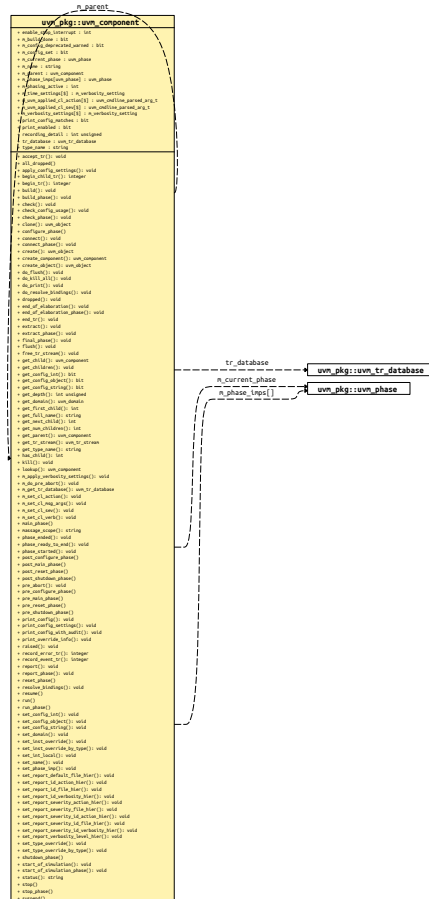 m_parent
uvm_pkg::uvm_component
+ enable_stop_interrupt : int
+ m_build_done : bit
+ m_config_deprecated_warned : bit
+ m_config_set : bit
+ m_current_phase : uvm_phase
+ m_name : string
+ m_parent : uvm_component
+ m_phase_imps[uvm_phase] : uvm_phase
+ m_phasing_active : int
+ m_time_settings[$] : m_verbosity_setting
+ m_uvm_applied_cl_action[$] : uvm_cmdline_parsed_arg_t
+ m_uvm_applied_cl_sev[$] : uvm_cmdline_parsed_arg_t
+ m_verbosity_settings[$] : m_verbosity_setting
+ print_config_matches : bit
+ print_enabled : bit
+ recording_detail : int unsigned
+ tr_database : uvm_tr_database
+ type_name : string
+ accept_tr(): void
+ all_dropped()
+ apply_config_settings(): void
+ begin_child_tr(): integer
+ begin_tr(): integer
+ build(): void
+ build_phase(): void
+ check(): void
+ check_config_usage(): void
+ check_phase(): void
+ clone(): uvm_object
+ configure_phase()
+ connect(): void
+ connect_phase(): void
+ create(): uvm_object
+ create_component(): uvm_component
+ create_object(): uvm_object
+ do_flush(): void
+ do_kill_all(): void
+ do_print(): void
+ do_resolve_bindings(): void
+ dropped(): void
+ end_of_elaboration(): void
+ end_of_elaboration_phase(): void
+ end_tr(): void
+ extract(): void
+ extract_phase(): void
+ final_phase(): void
+ flush(): void
+ free_tr_stream(): void
+ get_child(): uvm_component
+ get_children(): void
+ get_config_int(): bit
+ get_config_object(): bit
+ get_config_string(): bit
+ get_depth(): int unsigned
+ get_domain(): uvm_domain
+ get_first_child(): int
+ get_full_name(): string
+ get_next_child(): int
+ get_num_children(): int
+ get_parent(): uvm_component
+ get_tr_stream(): uvm_tr_stream
+ get_type_name(): string
+ has_child(): int
+ kill(): void
+ lookup(): uvm_component
+ m_apply_verbosity_settings(): void
+ m_do_pre_abort(): void
+ m_get_tr_database(): uvm_tr_database
+ m_set_cl_action(): void
+ m_set_cl_msg_args(): void
+ m_set_cl_sev(): void
+ m_set_cl_verb(): void
+ main_phase()
+ massage_scope(): string
+ phase_ended(): void
+ phase_ready_to_end(): void
+ phase_started(): void
+ post_configure_phase()
+ post_main_phase()
+ post_reset_phase()
+ post_shutdown_phase()
+ pre_abort(): void
+ pre_configure_phase()
+ pre_main_phase()
+ pre_reset_phase()
+ pre_shutdown_phase()
+ print_config(): void
+ print_config_settings(): void
+ print_config_with_audit(): void
+ print_override_info(): void
+ raised(): void
+ record_error_tr(): integer
+ record_event_tr(): integer
+ report(): void
+ report_phase(): void
+ reset_phase()
+ resolve_bindings(): void
+ resume()
+ run()
+ run_phase()
+ set_config_int(): void
+ set_config_object(): void
+ set_config_string(): void
+ set_domain(): void
+ set_inst_override(): void
+ set_inst_override_by_type(): void
+ set_int_local(): void
+ set_name(): void
+ set_phase_imp(): void
+ set_report_default_file_hier(): void
+ set_report_id_action_hier(): void
+ set_report_id_file_hier(): void
+ set_report_id_verbosity_hier(): void
+ set_report_severity_action_hier(): void
+ set_report_severity_file_hier(): void
+ set_report_severity_id_action_hier(): void
+ set_report_severity_id_file_hier(): void
+ set_report_severity_id_verbosity_hier(): void
+ set_report_verbosity_level_hier(): void
+ set_type_override(): void
+ set_type_override_by_type(): void
+ shutdown_phase()
+ start_of_simulation(): void
+ start_of_simulation_phase(): void
+ status(): string
+ stop()
+ stop_phase()
tr_database
uvm_pkg::uvm_tr_database
m_current_phase
uvm_pkg::uvm_phase
m_phase_imps[]